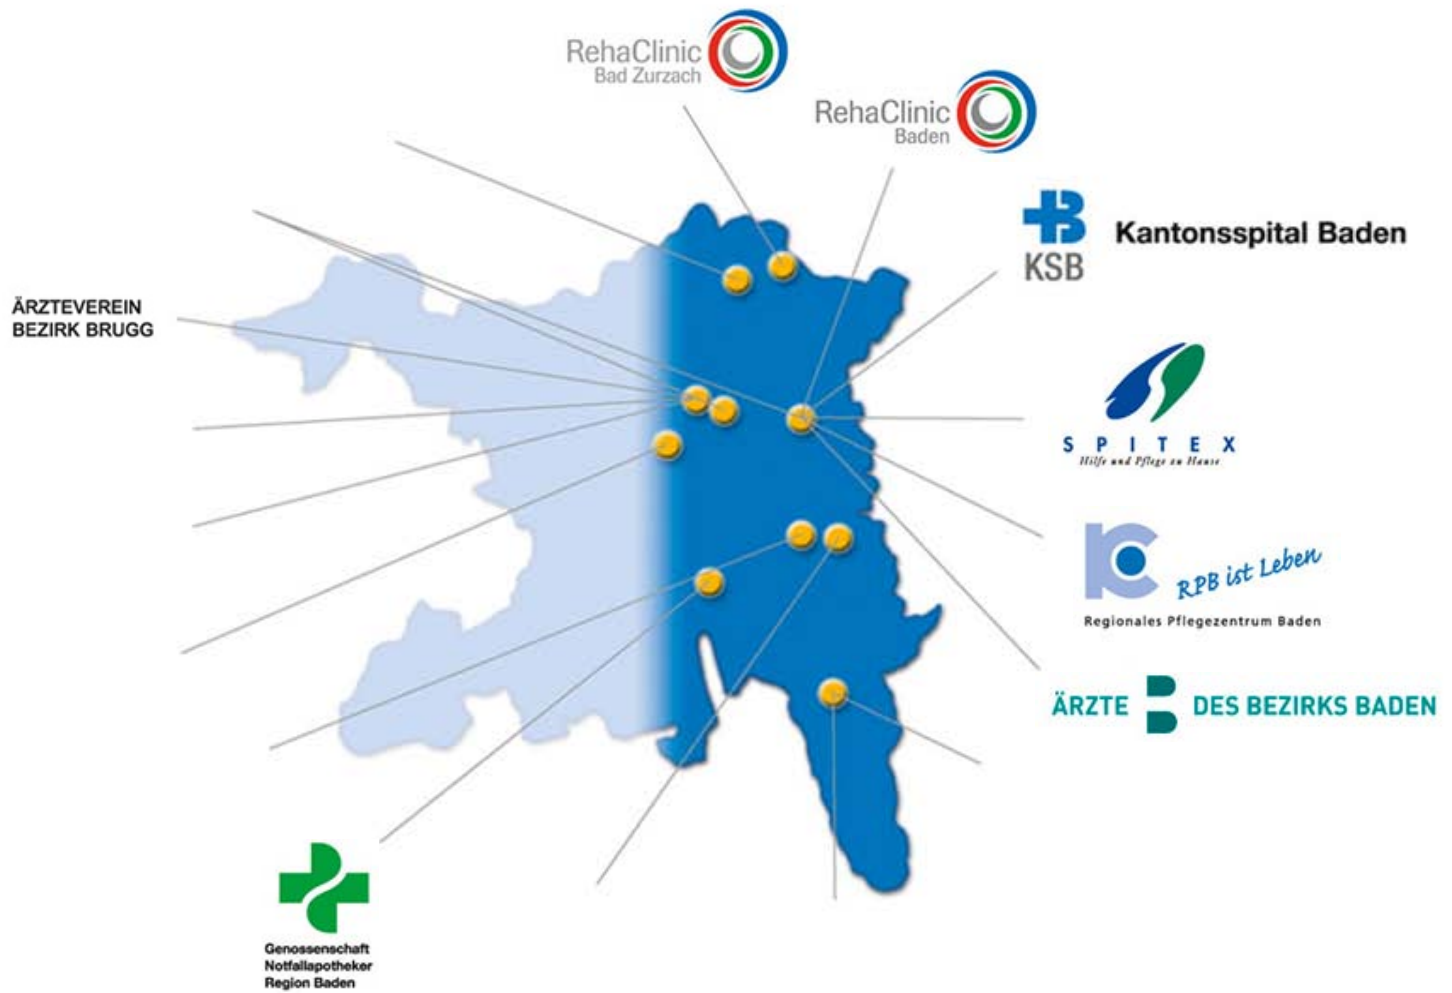 RehaClinic
Bad Zurzach
RehaClinic
Baden
KSB
Kantonsspital Baden
ÄRZTEVEREIN
BEZIRK BRUGG
SPITEX
Hilfe und Pflege zu Hause
RPB ist Leben
Regionales Pflegezentrum Baden
ÄRZTE DES BEZIRKS BADEN
Genossenschaft
Notfallapotheker
Region Baden